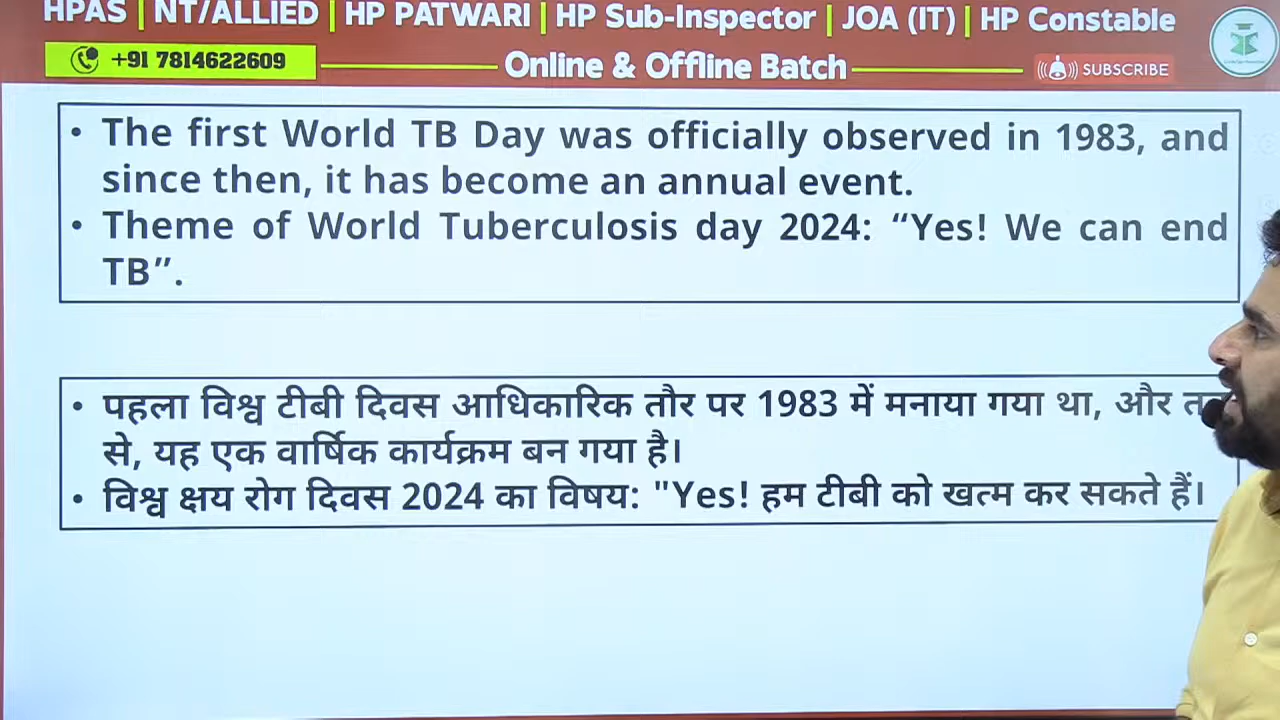 HPAS | NT/ALLIED | HP PATWARI | HP Sub-Inspector | JOA (IT) | HP Constable
+91 7814622609
Online & Offline Batch
SUBSCRIBE
• The first World TB Day was officially observed in 1983, and
since then, it has become an annual event.
• Theme of World Tuberculosis day 2024: “Yes! We can end
TB”.
• पहला विश्व टीबी दिवस आधिकारिक तौर पर 1983 में मनाया गया था, और
से, यह एक वार्षिक कार्यक्रम बन गया है।
• विश्व क्षय रोग दिवस 2024 का विषय: "Yes! हम टीबी को खत्म कर सकते हैं।